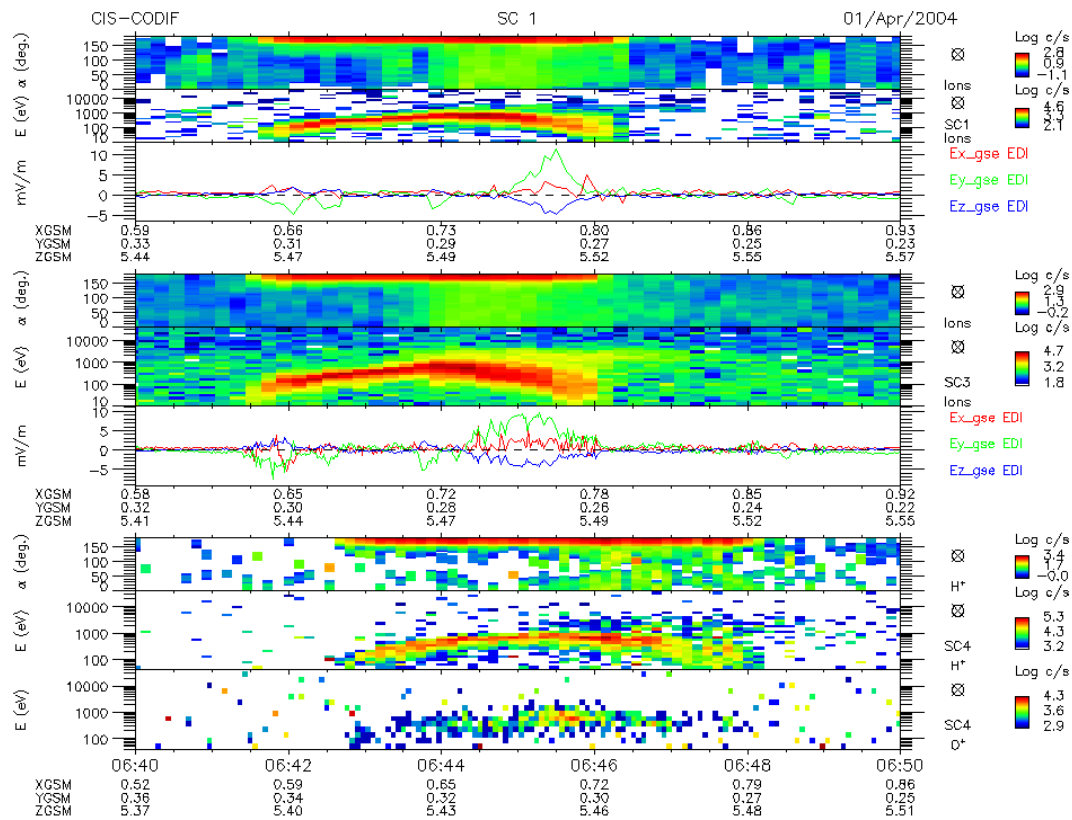 CIS-CODIF SC 1 01/Apr/2004
α (deg.) 150 100 50 0 Ions Log c/s 2.8 0.9 -1.1
E (eV) 1000 100 10 SC1 Ions Log c/s 4.6 3.3 2.1
mV/m 10 5 0 -5 Ex_gse EDI
Ey_gse EDI
Ez_gse EDI
XGSM 0.59 0.66 0.73 0.80 0.86 0.93
YGSM 0.33 0.31 0.29 0.27 0.25 0.23
ZGSM 5.44 5.47 5.49 5.52 5.55 5.57
α (deg.) 150 100 50 0 Ions Log c/s 2.9 1.3 -0.2
E (eV) 10000 1000 100 10 SC3 Ions Log c/s 4.7 3.2 1.8
mV/m 10 5 0 -5 Ex_gse EDI
Ey_gse EDI
Ez_gse EDI
XGSM 0.58 0.65 0.72 0.78 0.85 0.92
YGSM 0.32 0.30 0.28 0.26 0.24 0.22
ZGSM 5.41 5.44 5.47 5.49 5.52 5.55
α (deg.) 150 100 50 0 H+ Log c/s 3.4 1.7 -0.0
E (eV) 10000 1000 100 SC4 H+ Log c/s 5.3 4.3 3.2
E (eV) 10000 1000 100 SC4 O+ Log c/s 4.3 3.6 2.9
06:40 06:42 06:44 06:46 06:48 06:50
XGSM 0.52 0.59 0.65 0.72 0.79 0.86
YGSM 0.36 0.34 0.32 0.30 0.27 0.25
ZGSM 5.37 5.40 5.43 5.46 5.48 5.51